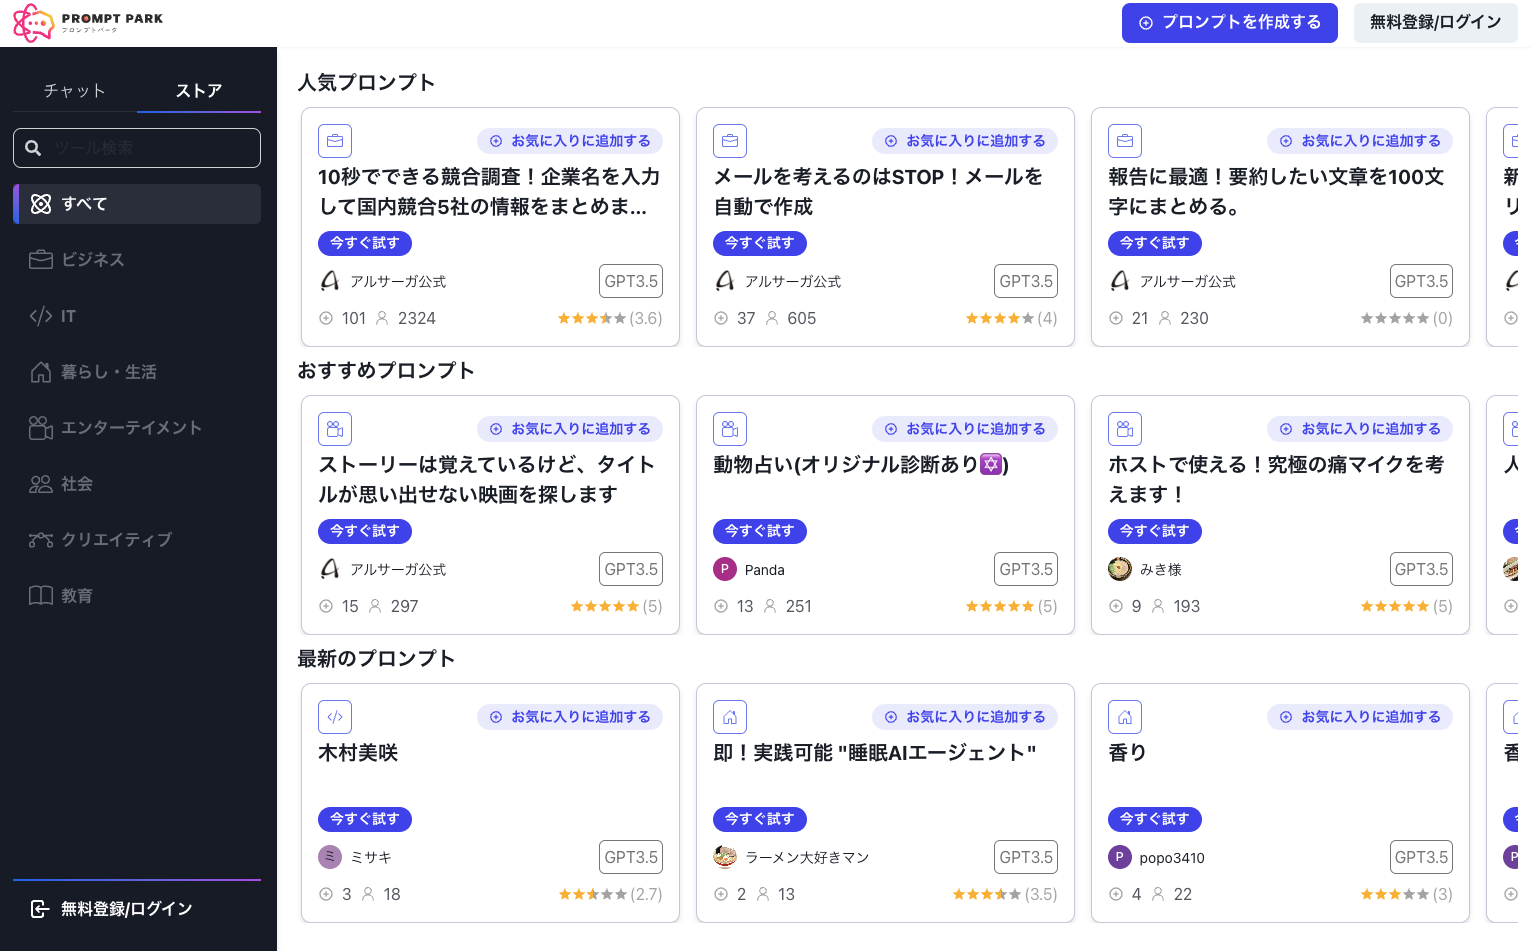 PROMPT PARK
プロンプトパーク
プロンプトを作成する
無料登録/ログイン
チャット
ストア
ツール検索
すべて
ビジネス
IT
暮らし・生活
エンターテイメント
社会
クリエイティブ
教育
無料登録/ログイン
人気プロンプト
お気に入りに追加する
10秒でできる競合調査！企業名を入力
して国内競合5社の情報をまとめま...
今すぐ試す
アルサーガ公式
GPT3.5
101 2324
(3.6)
お気に入りに追加する
メールを考えるのはSTOP！メールを
自動で作成
今すぐ試す
アルサーガ公式
GPT3.5
37 605
(4)
お気に入りに追加する
報告に最適！要約したい文章を100文
字にまとめる。
今すぐ試す
アルサーガ公式
GPT3.5
21 230
(0)
おすすめプロンプト
お気に入りに追加する
ストーリーは覚えているけど、タイト
ルが思い出せない映画を探します
今すぐ試す
アルサーガ公式
GPT3.5
15 297
(5)
お気に入りに追加する
動物占い(オリジナル診断あり🔯)
今すぐ試す
P Panda
GPT3.5
13 251
(5)
お気に入りに追加する
ホストで使える！究極の痛マイクを考
えます！
今すぐ試す
みき様
GPT3.5
9 193
(5)
最新のプロンプト
お気に入りに追加する
木村美咲
今すぐ試す
ミ ミサキ
GPT3.5
3 18
(2.7)
お気に入りに追加する
即！実践可能 "睡眠AIエージェント"
今すぐ試す
ラーメン大好きマン
GPT3.5
2 13
(3.5)
お気に入りに追加する
香り
今すぐ試す
P popo3410
GPT3.5
4 22
(3)